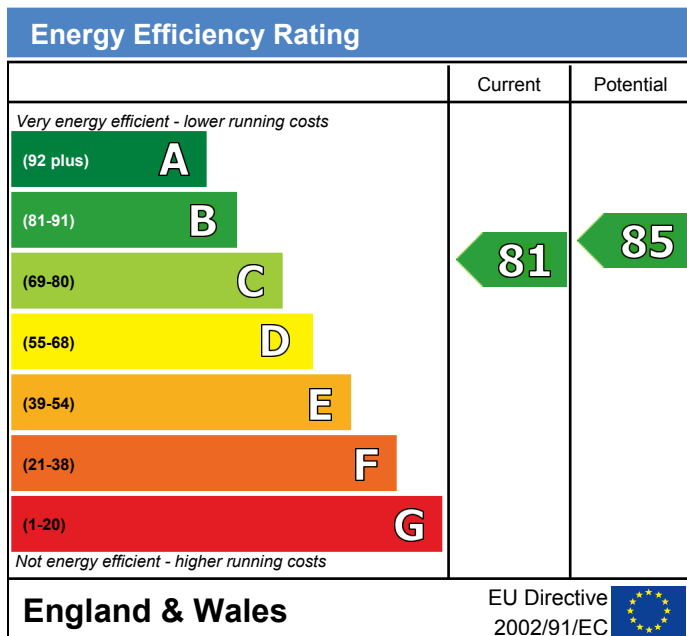 Energy Efficiency Rating
Current Potential
Very energy efficient - lower running costs
(92 plus) A
(81-91) B
(69-80) C
(55-68) D
(39-54) E
(21-38) F
(1-20) G
81
85
Not energy efficient - higher running costs
England & Wales
EU Directive
2002/91/EC